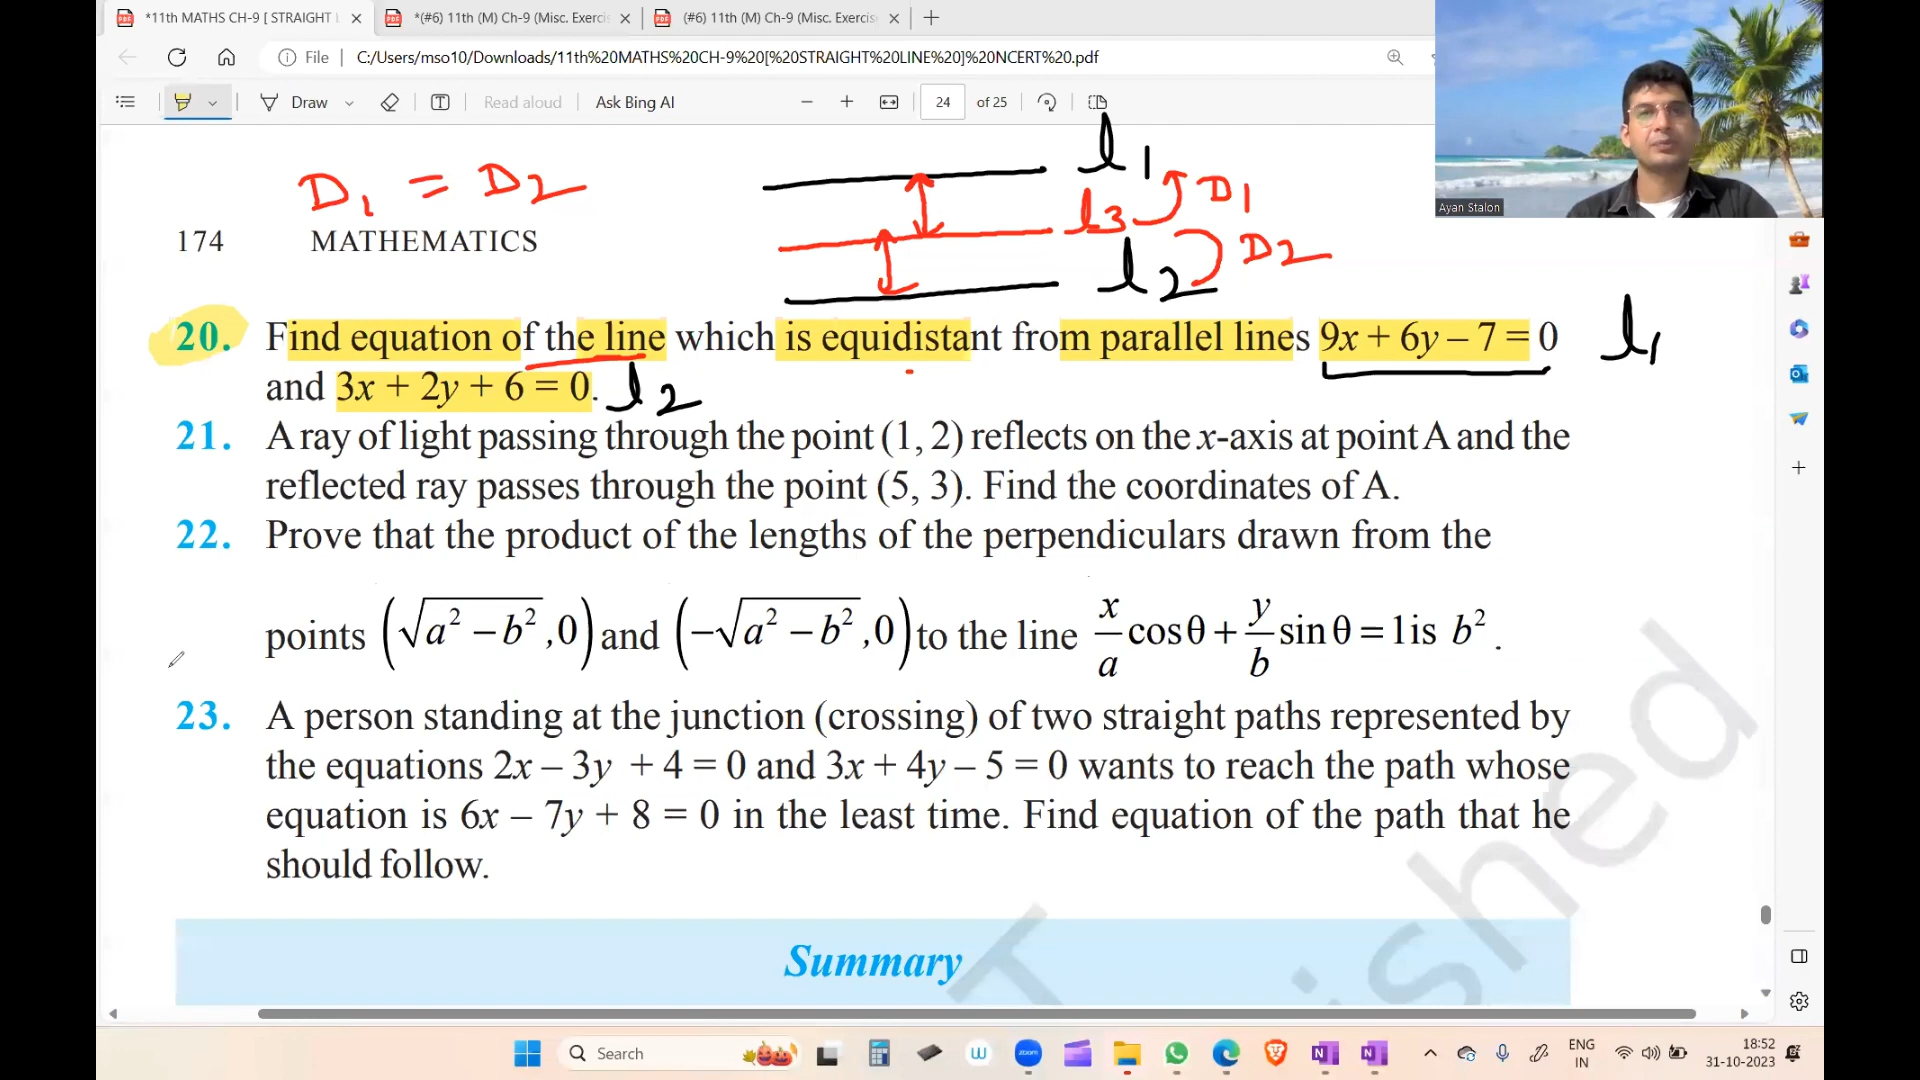 *11th MATHS CH-9 [ STRAIGHT L
*(#6) 11th (M) Ch-9 (Misc. Exercis
(#6) 11th (M) Ch-9 (Misc. Exercis
File | C:/Users/mso10/Downloads/11th%20MATHS%20CH-9%20[%20STRAIGHT%20LINE%20]%20NCERT%20.pdf
Draw
Read aloud
Ask Bing AI
24 of 25
Ayan Stalon
D1 = D2
l1
l3 D1
l2 D2
174 MATHEMATICS
20. Find equation of the line which is equidistant from parallel lines 9x + 6y – 7 = 0 l1
and 3x + 2y + 6 = 0. l2
21. A ray of light passing through the point (1, 2) reflects on the x-axis at point A and the
reflected ray passes through the point (5, 3). Find the coordinates of A.
22. Prove that the product of the lengths of the perpendiculars drawn from the
points (√(a² – b²) ,0) and (–√(a² – b²) ,0) to the line x/a cosθ + y/b sinθ = 1 is b² .
23. A person standing at the junction (crossing) of two straight paths represented by
the equations 2x – 3y + 4 = 0 and 3x + 4y – 5 = 0 wants to reach the path whose
equation is 6x – 7y + 8 = 0 in the least time. Find equation of the path that he
should follow.
Summary
Search
zoom
ENG
IN
18:52
31-10-2023